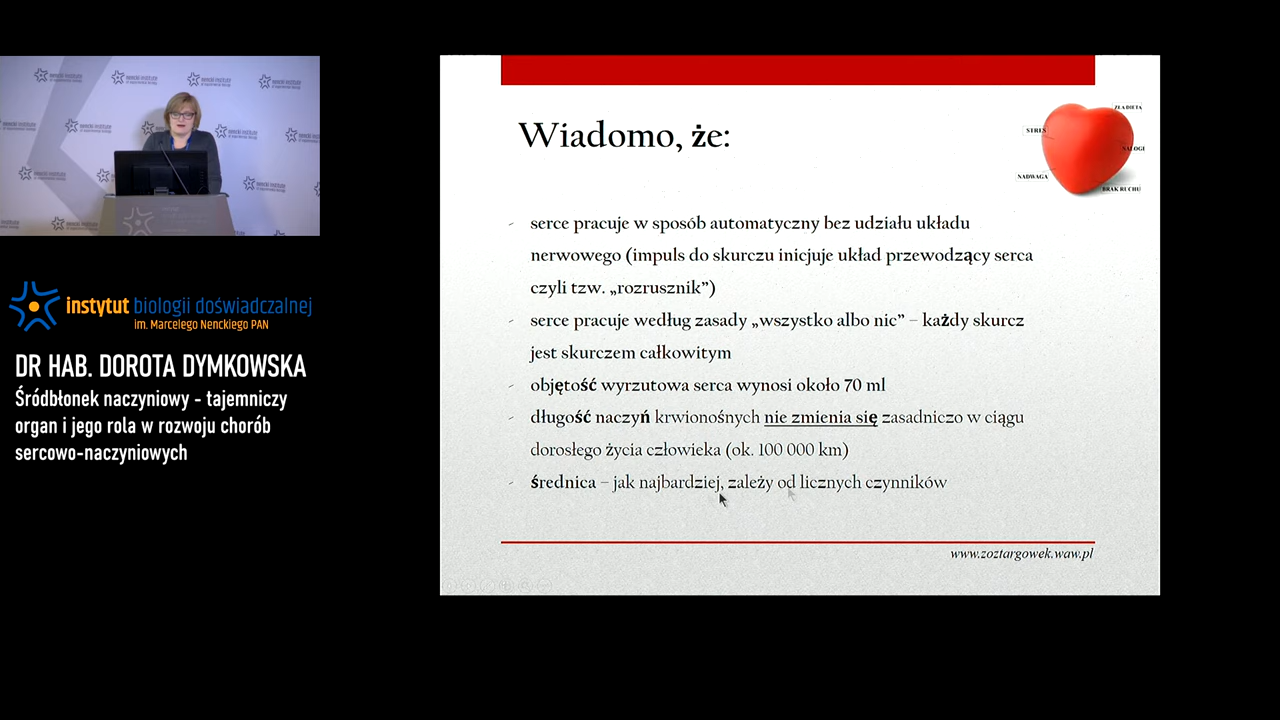 nencki institute
instytut biologii doświadczalnej
im. Marcelego Nenckiego PAN
DR HAB. DOROTA DYMKOWSKA
Śródbłonek naczyniowy - tajemniczy
organ i jego rola w rozwoju chorób
sercowo-naczyniowych
Wiadomo, że:
ZŁA DIETA
STRES
NAŁOGI
NADWAGA
BRAK RUCHU
- serce pracuje w sposób automatyczny bez udziału układu
nerwowego (impuls do skurczu inicjuje układ przewodzący serca
czyli tzw. „rozrusznik”)
- serce pracuje według zasady „wszystko albo nic” – każdy skurcz
jest skurczem całkowitym
- objętość wyrzutowa serca wynosi około 70 ml
- długość naczyń krwionośnych nie zmienia się zasadniczo w ciągu
dorosłego życia człowieka (ok. 100 000 km)
- średnica – jak najbardziej, zależy od licznych czynników
www.zoztargowek.waw.pl